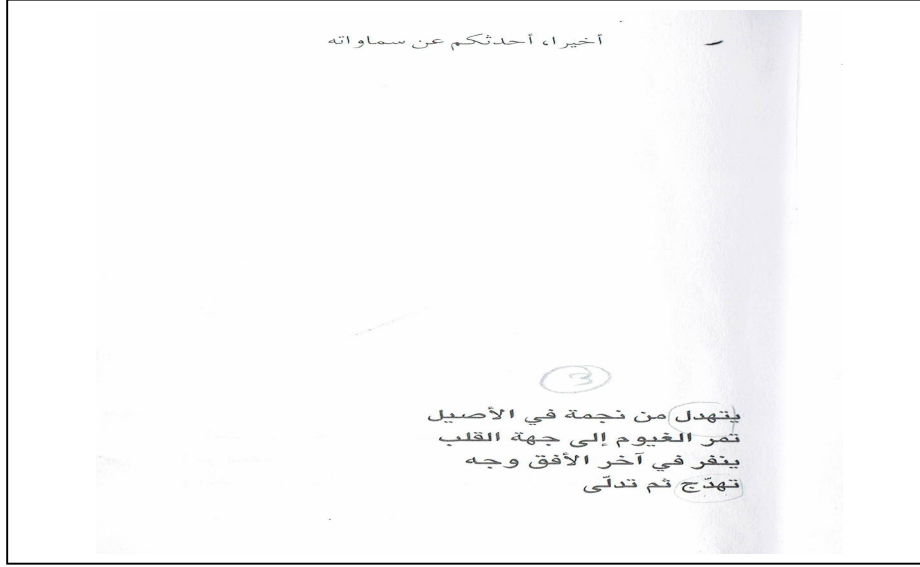 أخيرا، أحدثكم عن سماواته
3
يتهدل من نجمة في الأصيل
تمر الغيوم إلى جهة القلب
ينفر في آخر الأفق وجه
تهدّج ثم تدلّى